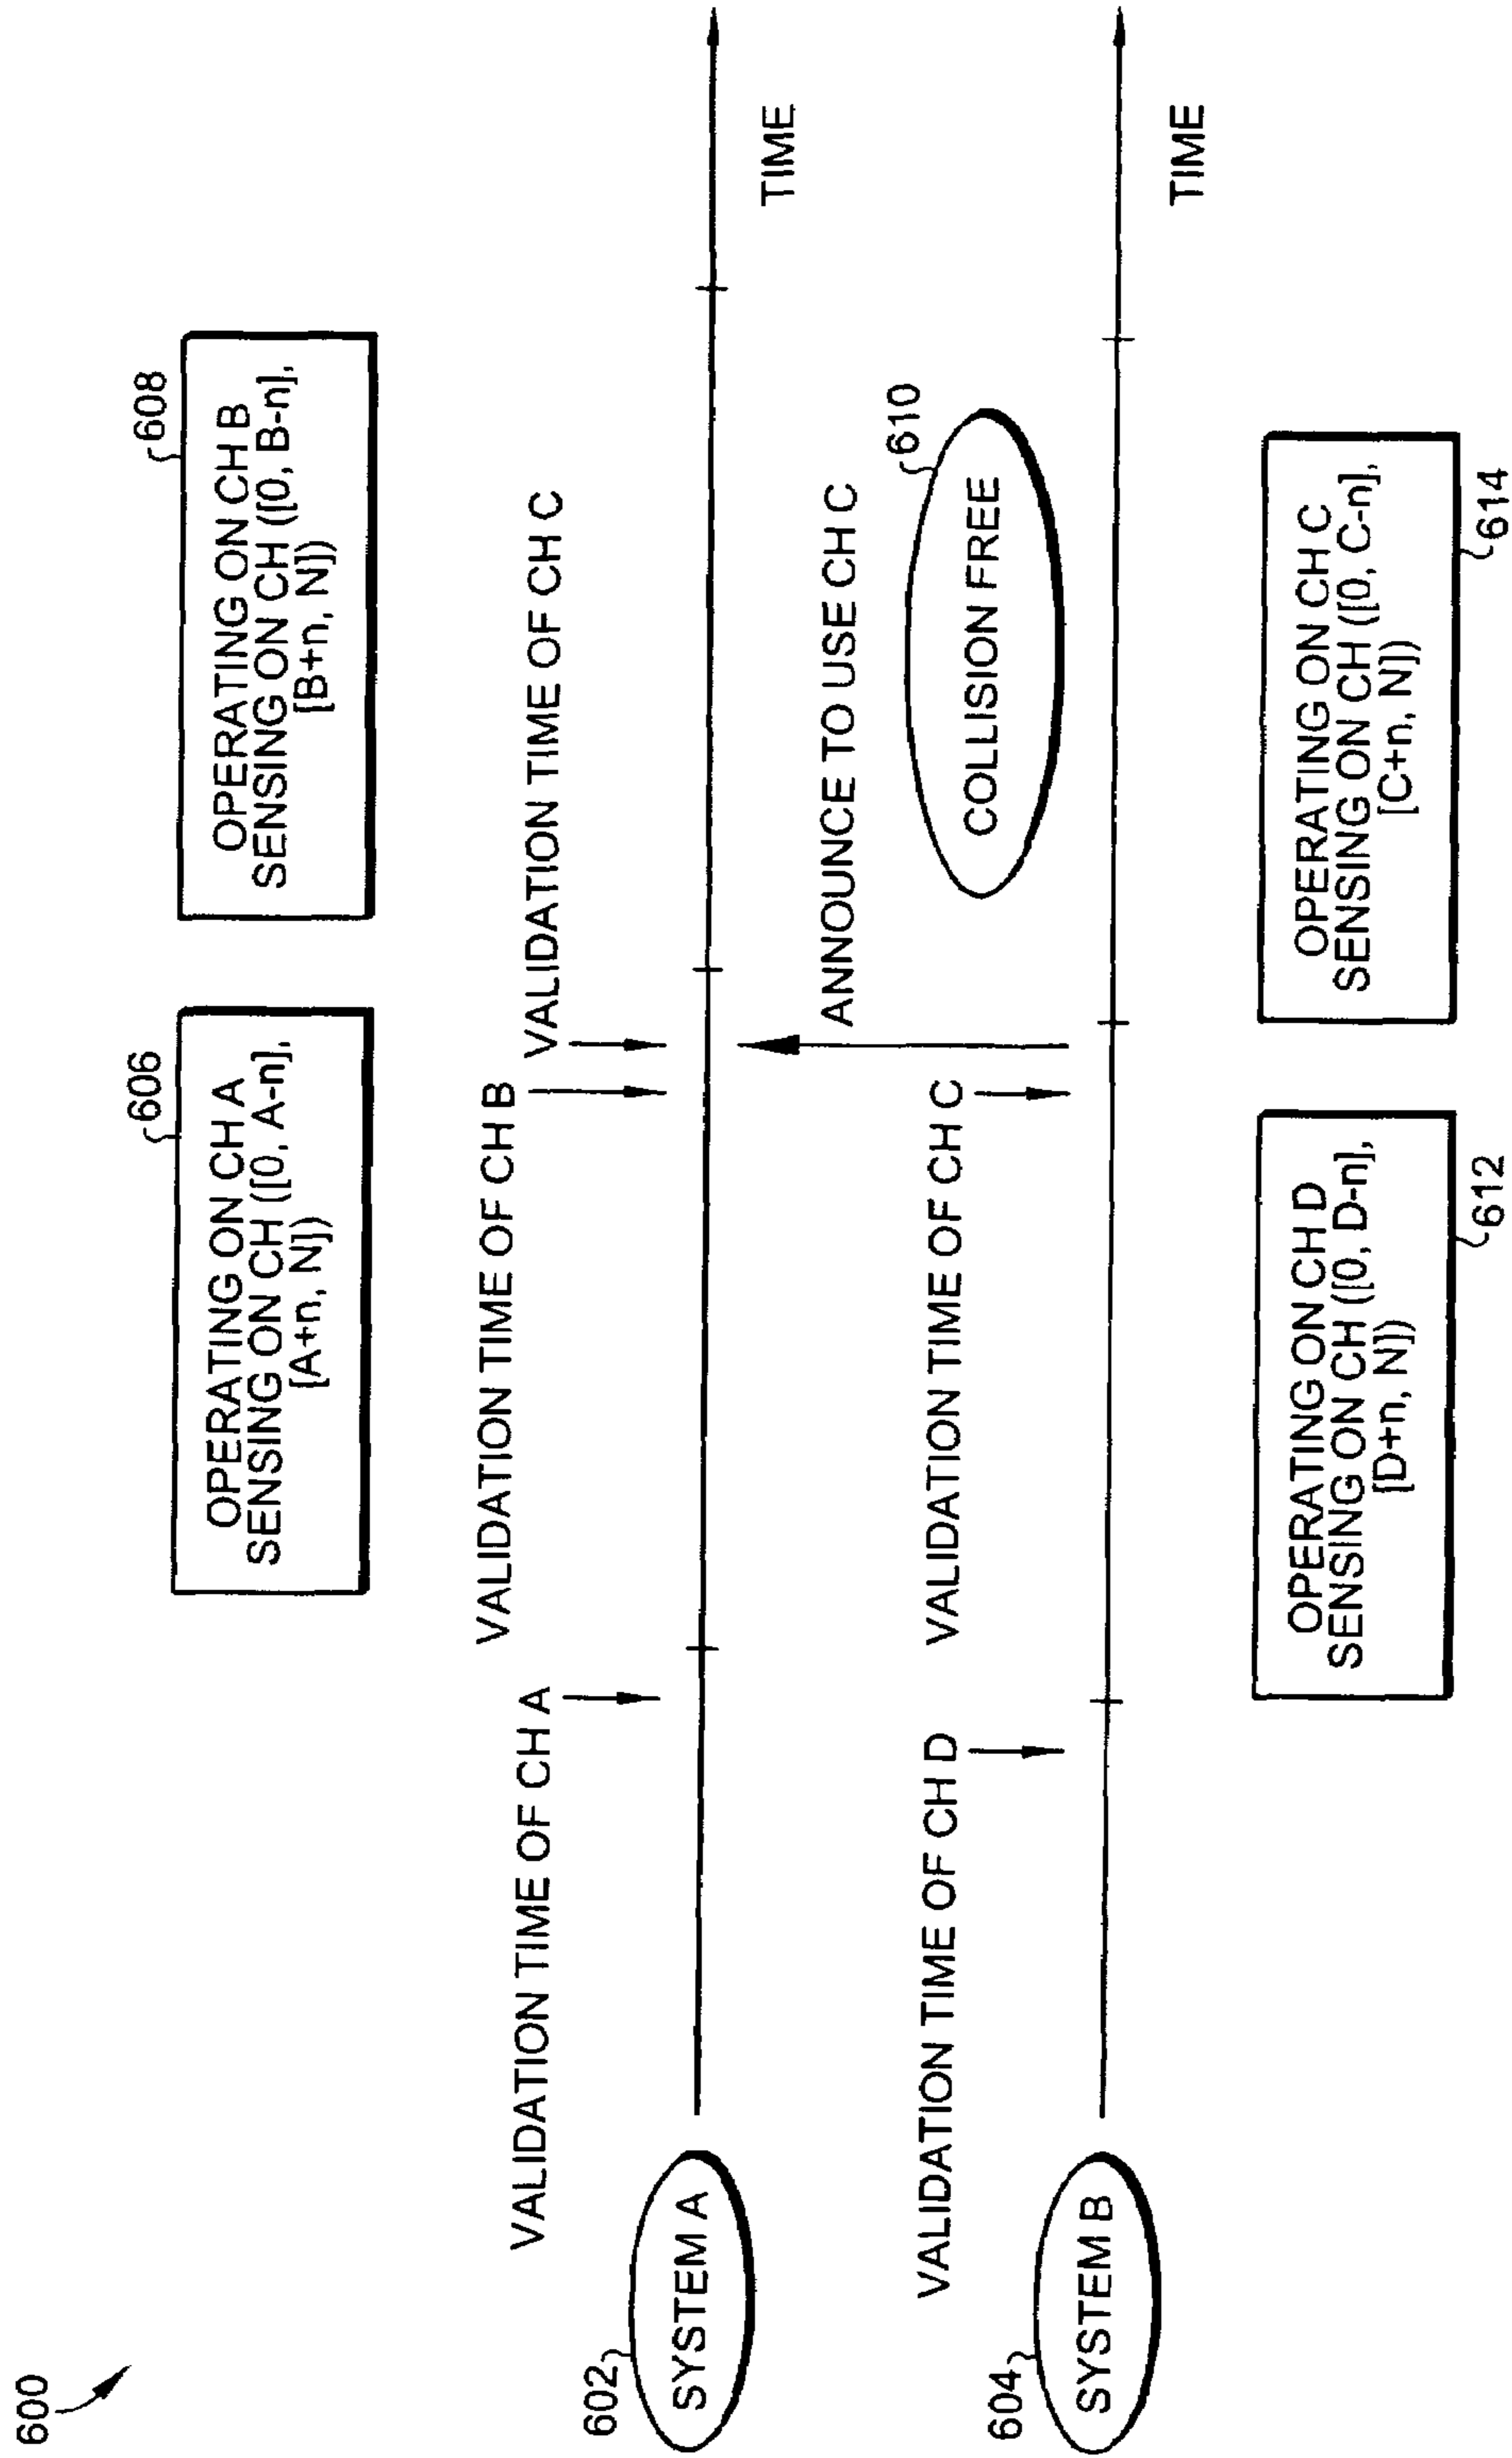 600
606
OPERATING ON CH A
SENSING ON CH ([0, A-n],
[A+n, N])
608
OPERATING ON CH B
SENSING ON CH ([0, B-n],
[B+n, N])
VALIDATION TIME OF CH A
VALIDATION TIME OF CH B
VALIDATION TIME OF CH C
602
SYSTEM A
TIME
ANNOUNCE TO USE CH C
610
COLLISION FREE
VALIDATION TIME OF CH D
VALIDATION TIME OF CH C
604
SYSTEM B
TIME
OPERATING ON CH D
SENSING ON CH ([0, D-n],
[D+n, N])
612
OPERATING ON CH C
SENSING ON CH ([0, C-n],
[C+n, N])
614